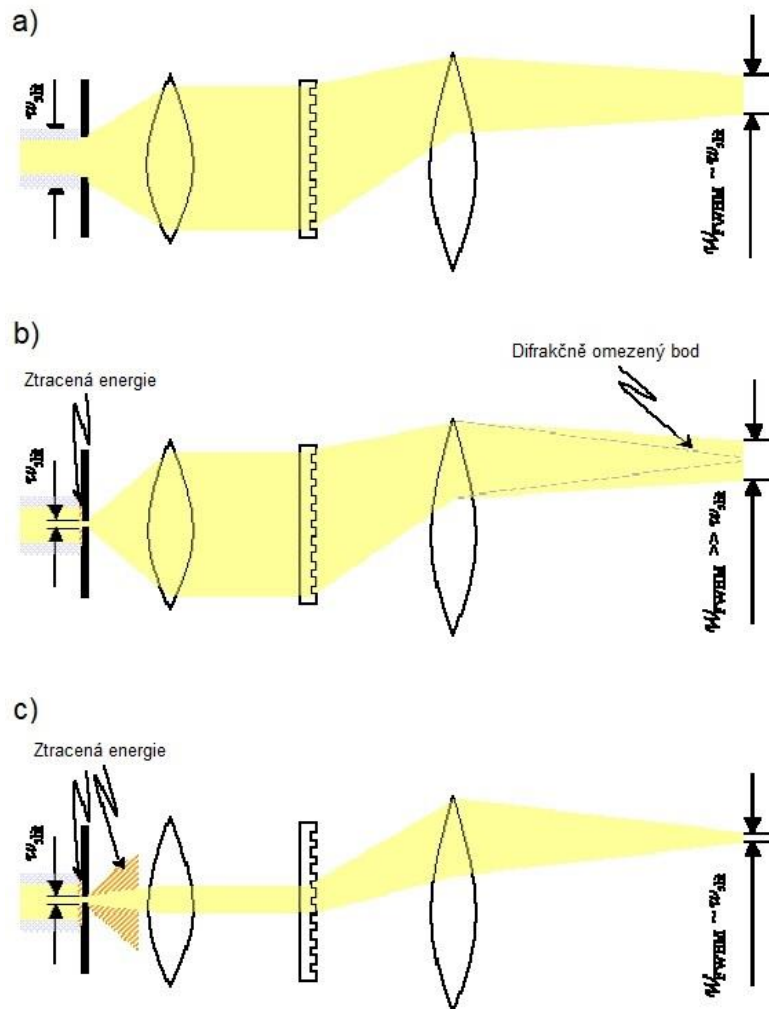 a)
w_slit
W_FWHM ~ w_slit
b)
Ztracená energie
Difrakčně omezený bod
w_slit
W_FWHM >> w_slit
c)
Ztracená energie
w_slit
W_FWHM ~ w_slit